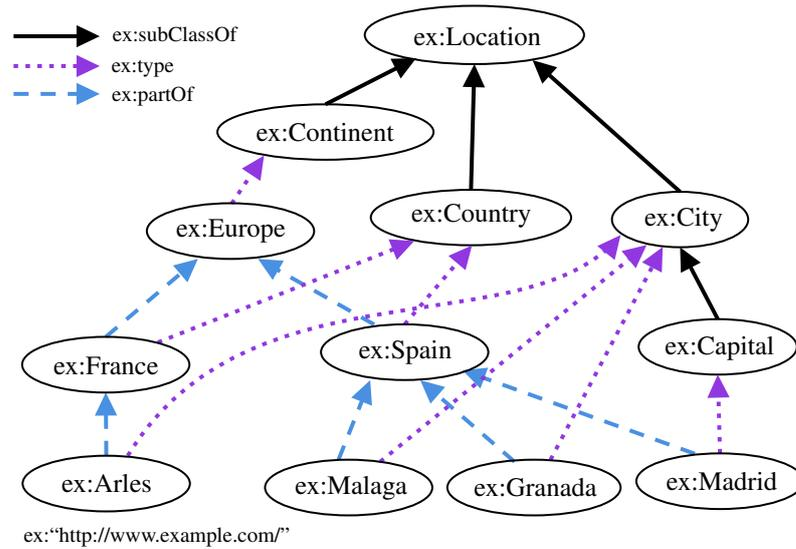 ex:subClassOf
ex:type
ex:partOf
ex:Location
ex:Continent
ex:Europe
ex:Country
ex:City
ex:France
ex:Spain
ex:Capital
ex:Arles
ex:Malaga
ex:Granada
ex:Madrid
ex:“http://www.example.com/”